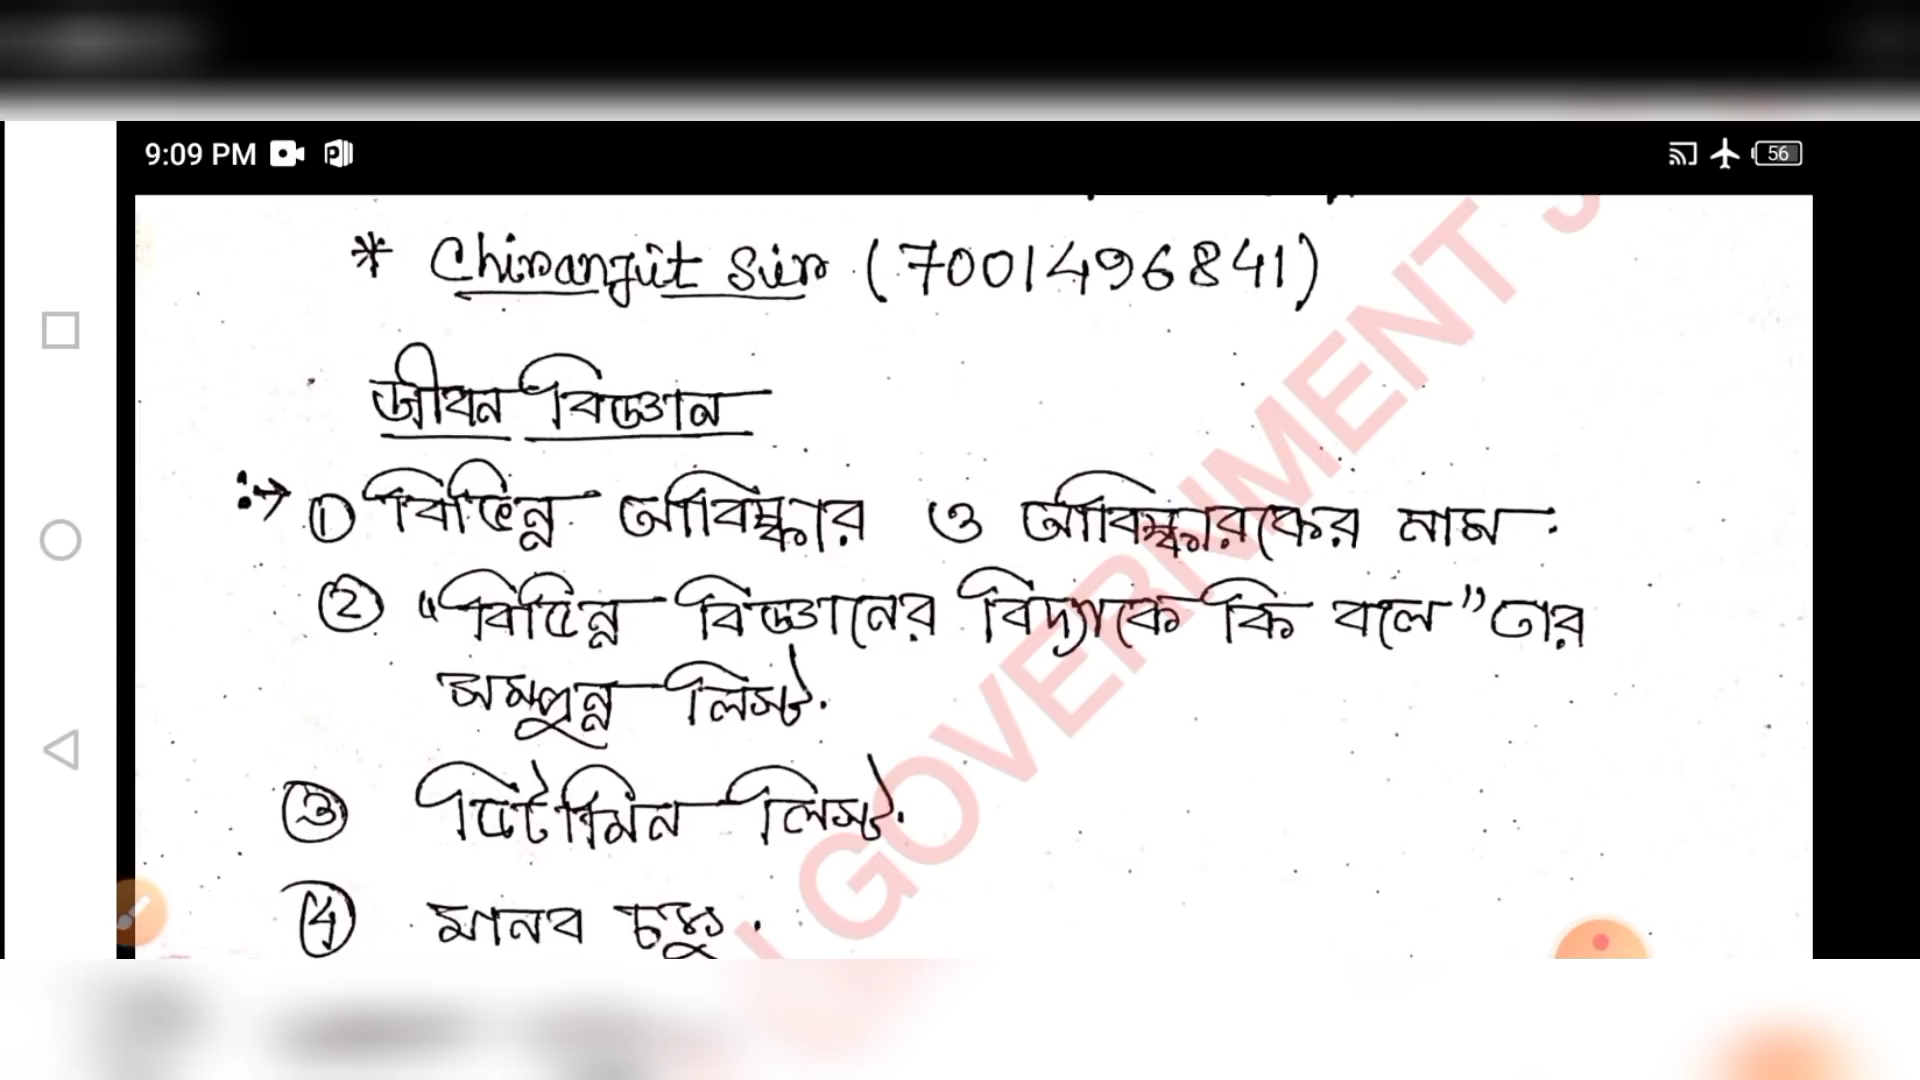 9:09 PM
56
* Chiranjit Sir (7001496841)
জীবন বিজ্ঞান
:→ ① বিভিন্ন আবিস্কার ও আবিস্কারকের নাম.
② "বিভিন্ন বিজ্ঞানের বিদ্যাকে কি বলে" তার
সমপুন্ন লিস্ট.
③ ভিটামিন লিস্ট.
④ মানব চক্ষু.
GOVERNMENT J